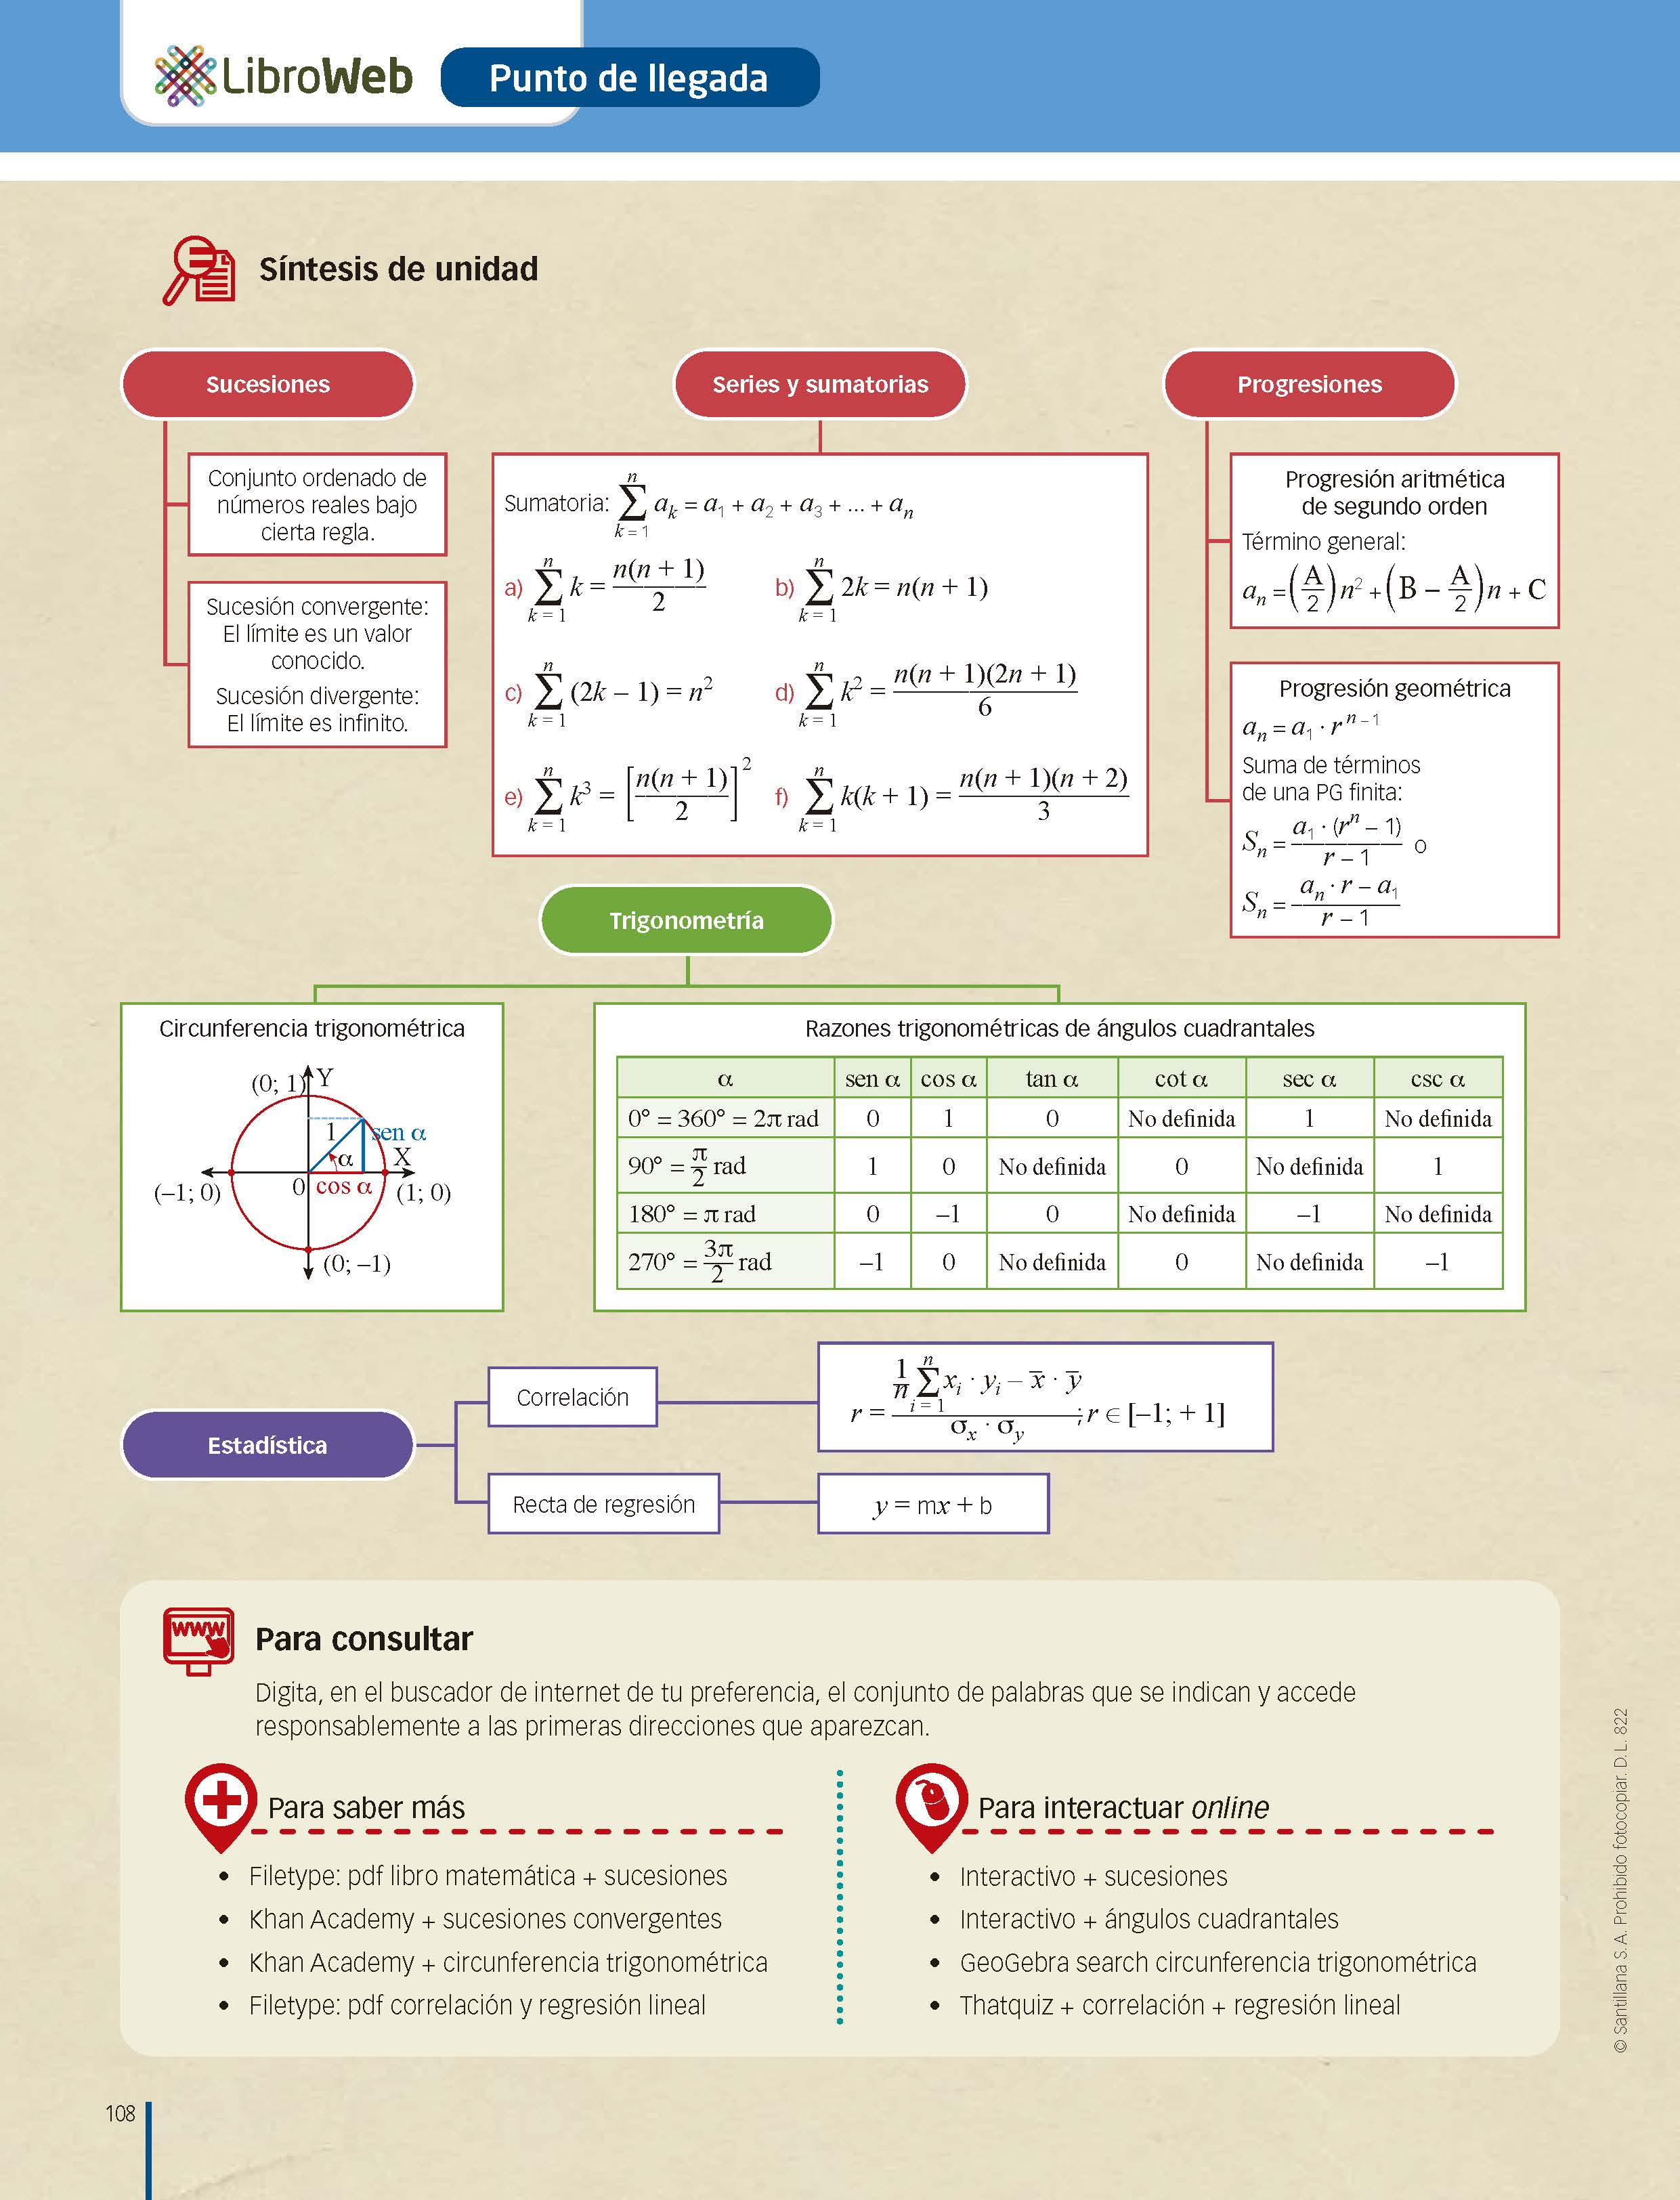 LibroWeb
Punto de llegada
Síntesis de unidad
Sucesiones
Conjunto ordenado de
números reales bajo
cierta regla.
Sucesión convergente:
El límite es un valor
conocido.
Sucesión divergente:
El límite es infinito.
Series y sumatorias
Sumatoria: $\sum_{k=1}^{n} a_k = a_1 + a_2 + a_3 + ... + a_n$
a) $\sum_{k=1}^{n} k = \frac{n(n+1)}{2}$
b) $\sum_{k=1}^{n} 2k = n(n+1)$
c) $\sum_{k=1}^{n} (2k-1) = n^2$
d) $\sum_{k=1}^{n} k^2 = \frac{n(n+1)(2n+1)}{6}$
e) $\sum_{k=1}^{n} k^3 = \left[\frac{n(n+1)}{2}\right]^2$
f) $\sum_{k=1}^{n} k(k+1) = \frac{n(n+1)(n+2)}{3}$
Progresiones
Progresión aritmética
de segundo orden
Término general:
$a_n = \left(\frac{A}{2}\right)n^2 + \left(B - \frac{A}{2}\right)n + C$
Progresión geométrica
$a_n = a_1 \cdot r^{n-1}$
Suma de términos
de una PG finita:
$S_n = \frac{a_1 \cdot (r^n - 1)}{r - 1}$ o
$S_n = \frac{a_n \cdot r - a_1}{r - 1}$
Trigonometría
Circunferencia trigonométrica
(0; 1) Y
1 sen α
α X
(–1; 0) 0 cos α (1; 0)
(0; –1)
Razones trigonométricas de ángulos cuadrantales
α sen α cos α tan α cot α sec α csc α
0° = 360° = 2π rad 0 1 0 No definida 1 No definida
90° = $\frac{π}{2}$ rad 1 0 No definida 0 No definida 1
180° = π rad 0 –1 0 No definida –1 No definida
270° = $\frac{3π}{2}$ rad –1 0 No definida 0 No definida –1
Estadística
Correlación
$r = \frac{\frac{1}{n}\sum_{i=1}^{n} x_i \cdot y_i - \bar{x} \cdot \bar{y}}{σ_x \cdot σ_y}$; r ∈ [–1; + 1]
Recta de regresión
y = mx + b
Para consultar
Digita, en el buscador de internet de tu preferencia, el conjunto de palabras que se indican y accede
responsablemente a las primeras direcciones que aparezcan.
www
Para saber más
• Filetype: pdf libro matemática + sucesiones
• Khan Academy + sucesiones convergentes
• Khan Academy + circunferencia trigonométrica
• Filetype: pdf correlación y regresión lineal
Para interactuar online
• Interactivo + sucesiones
• Interactivo + ángulos cuadrantales
• GeoGebra search circunferencia trigonométrica
• Thatquiz + correlación + regresión lineal
© Santillana S. A. Prohibido fotocopiar. D. L. 822
108